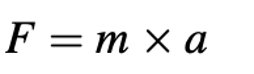 F = m × a